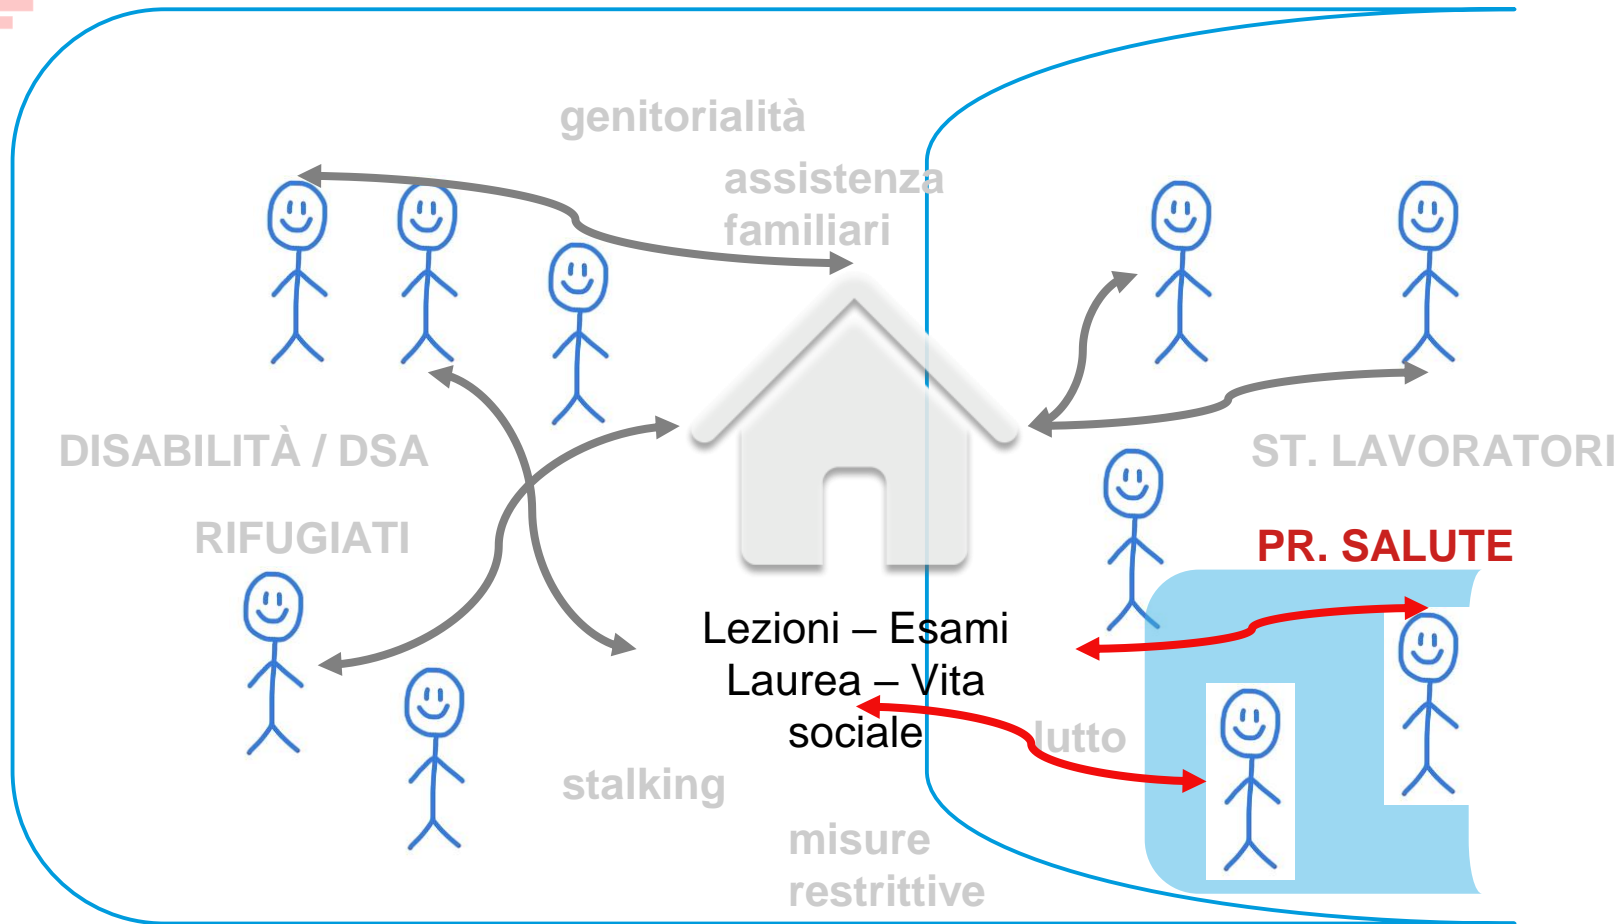 genitorialità
assistenza
familiari
DISABILITÀ / DSA
ST. LAVORATORI
RIFUGIATI
PR. SALUTE
Lezioni – Esami
Laurea – Vita
sociale
lutto
stalking
misure
restrittive